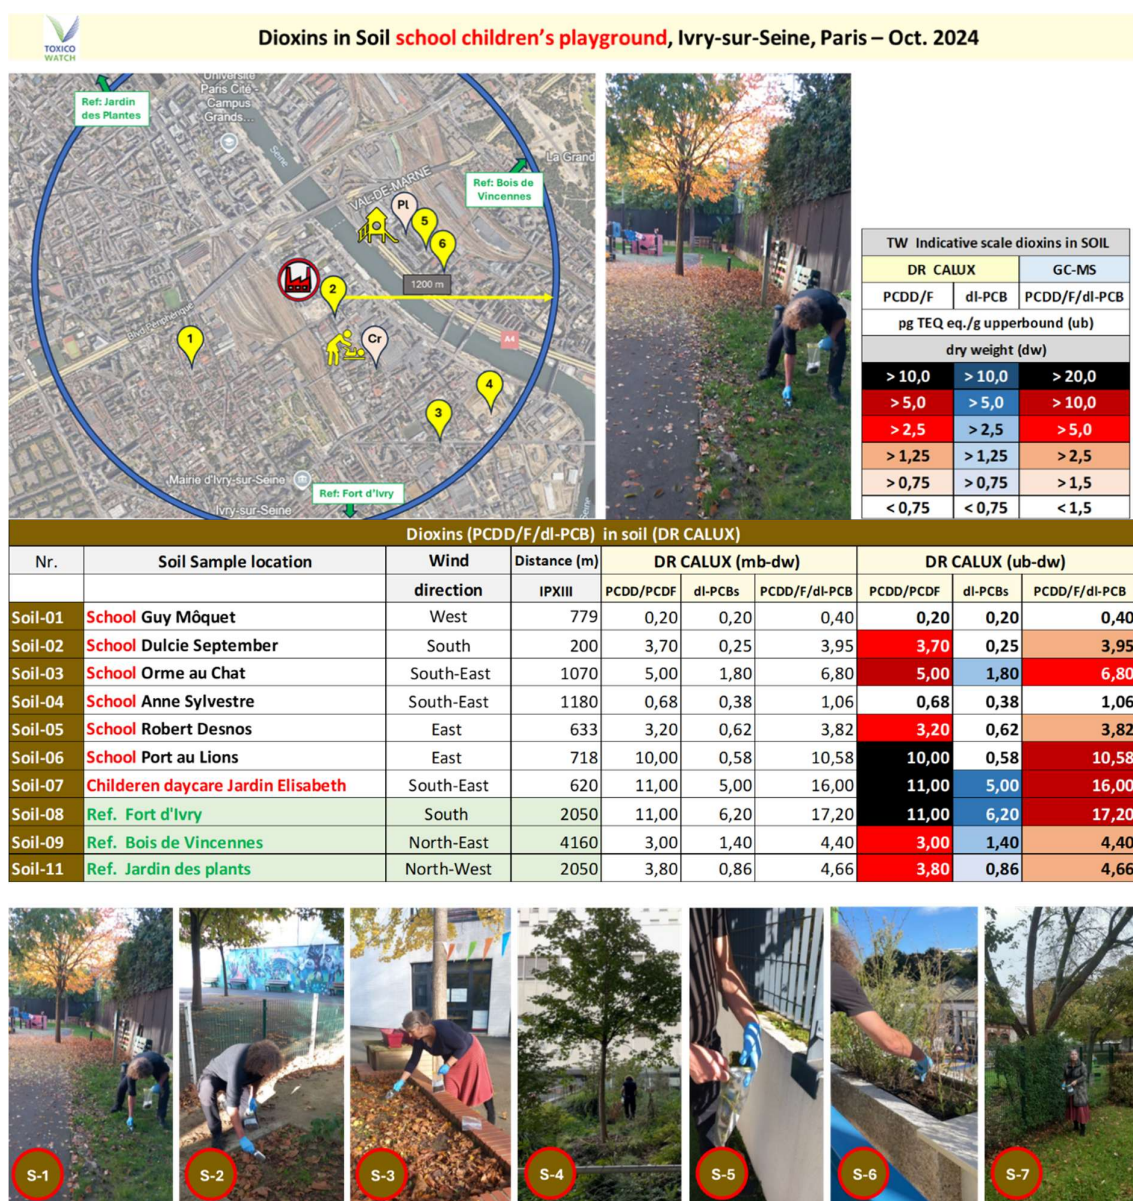 TOXICO
WATCH
Dioxins in Soil school children's playground, Ivry-sur-Seine, Paris – Oct. 2024
Université
Paris Cité -
Campus
Grands...
Ref: Jardin
des Plantes
Seine
La Grand
VAL-DE-MARNE
Ref: Bois de
Vincennes
Pl
5
6
1200 m
2
Blvd Périphérique
1
Cr
A4
4
3
Mairie d'Ivry-sur-Seine
Ref: Fort d'Ivry
Ivry-sur-Seine
Seine
TW Indicative scale dioxins in SOIL
DR CALUX GC-MS
PCDD/F dl-PCB PCDD/F/dl-PCB
pg TEQ eq./g upperbound (ub)
dry weight (dw)
> 10,0 > 10,0 > 20,0
> 5,0 > 5,0 > 10,0
> 2,5 > 2,5 > 5,0
> 1,25 > 1,25 > 2,5
> 0,75 > 0,75 > 1,5
< 0,75 < 0,75 < 1,5
Dioxins (PCDD/F/dl-PCB) in soil (DR CALUX)
Nr. Soil Sample location Wind Distance (m) DR CALUX (mb-dw) DR CALUX (ub-dw)
direction IPXIII PCDD/PCDF dl-PCBs PCDD/F/dl-PCB PCDD/PCDF dl-PCBs PCDD/F/dl-PCB
Soil-01 School Guy Môquet West 779 0,20 0,20 0,40 0,20 0,20 0,40
Soil-02 School Dulcie September South 200 3,70 0,25 3,95 3,70 0,25 3,95
Soil-03 School Orme au Chat South-East 1070 5,00 1,80 6,80 5,00 1,80 6,80
Soil-04 School Anne Sylvestre South-East 1180 0,68 0,38 1,06 0,68 0,38 1,06
Soil-05 School Robert Desnos East 633 3,20 0,62 3,82 3,20 0,62 3,82
Soil-06 School Port au Lions East 718 10,00 0,58 10,58 10,00 0,58 10,58
Soil-07 Childeren daycare Jardin Elisabeth South-East 620 11,00 5,00 16,00 11,00 5,00 16,00
Soil-08 Ref. Fort d'Ivry South 2050 11,00 6,20 17,20 11,00 6,20 17,20
Soil-09 Ref. Bois de Vincennes North-East 4160 3,00 1,40 4,40 3,00 1,40 4,40
Soil-11 Ref. Jardin des plants North-West 2050 3,80 0,86 4,66 3,80 0,86 4,66
S-1 S-2 S-3 S-4 S-5 S-6 S-7